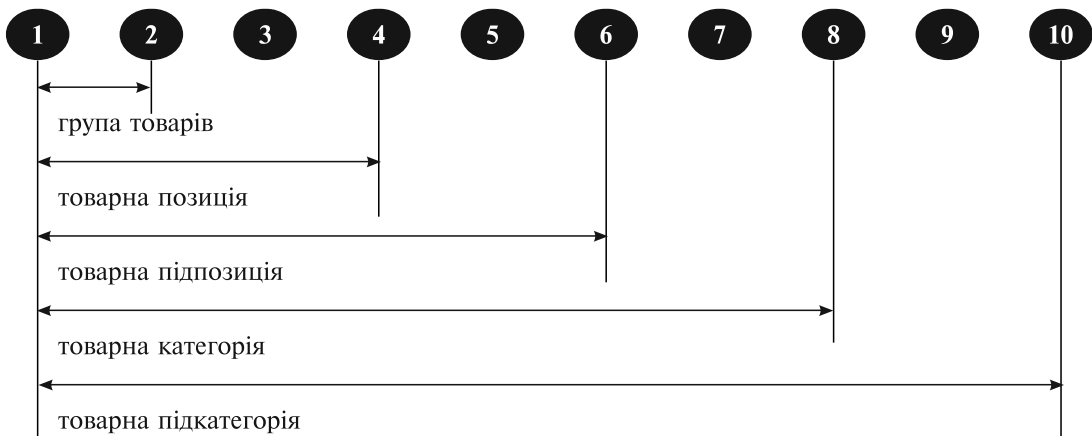 1 2 3 4 5 6 7 8 9 10
група товарів
товарна позиція
товарна підпозиція
товарна категорія
товарна підкатегорія